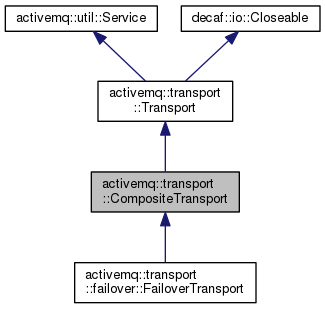 activemq::util::Service
decaf::io::Closeable
activemq::transport
::Transport
activemq::transport
::CompositeTransport
activemq::transport
::failover::FailoverTransport